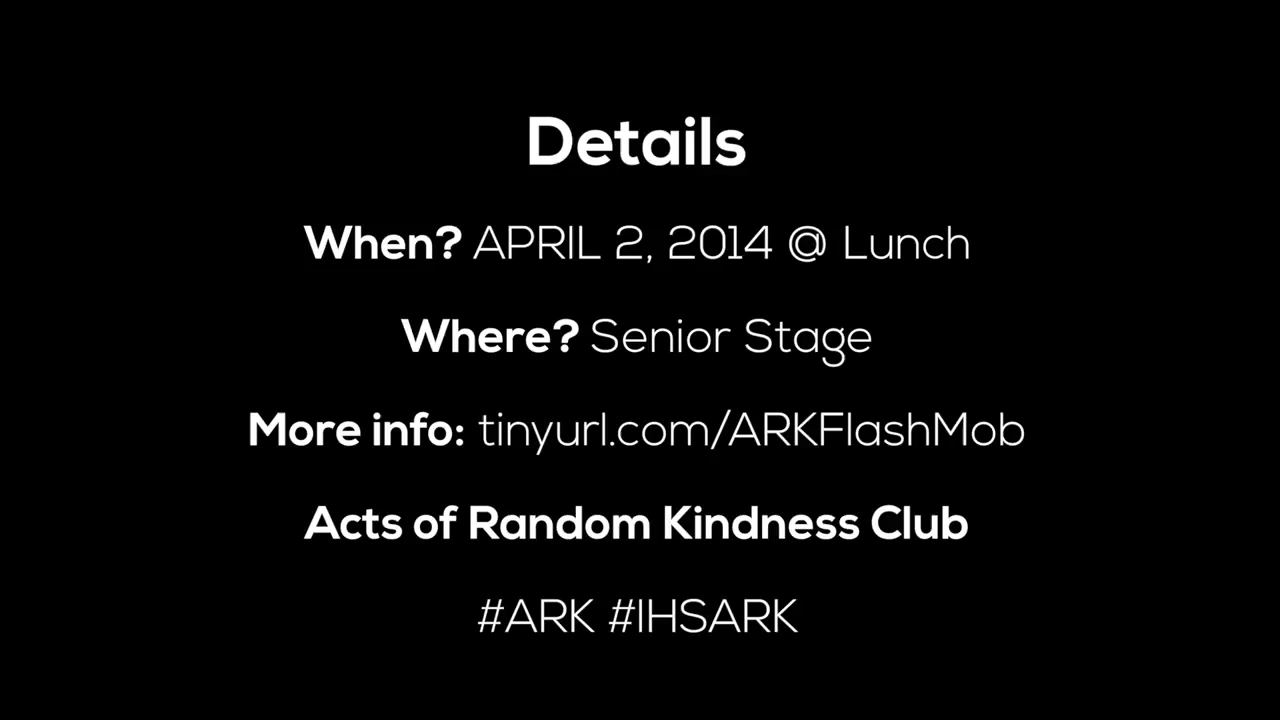 Details
When? APRIL 2, 2014 @ Lunch
Where? Senior Stage
More info: tinyurl.com/ARKFlashMob
Acts of Random Kindness Club
#ARK #IHSARK